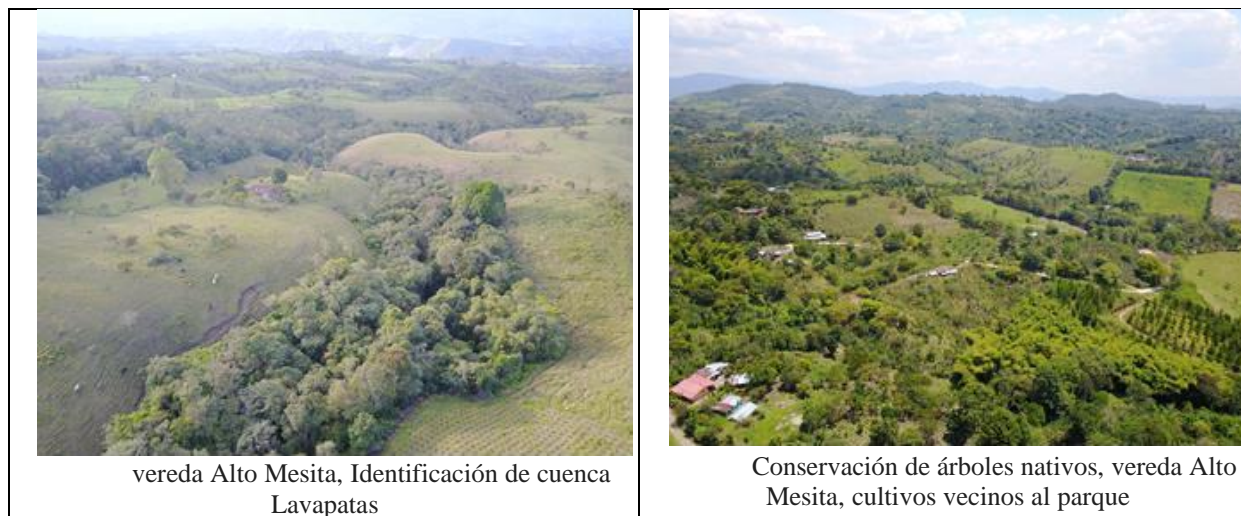 vereda Alto Mesita, Identificación de cuenca
Lavapatas
Conservación de árboles nativos, vereda Alto
Mesita, cultivos vecinos al parque